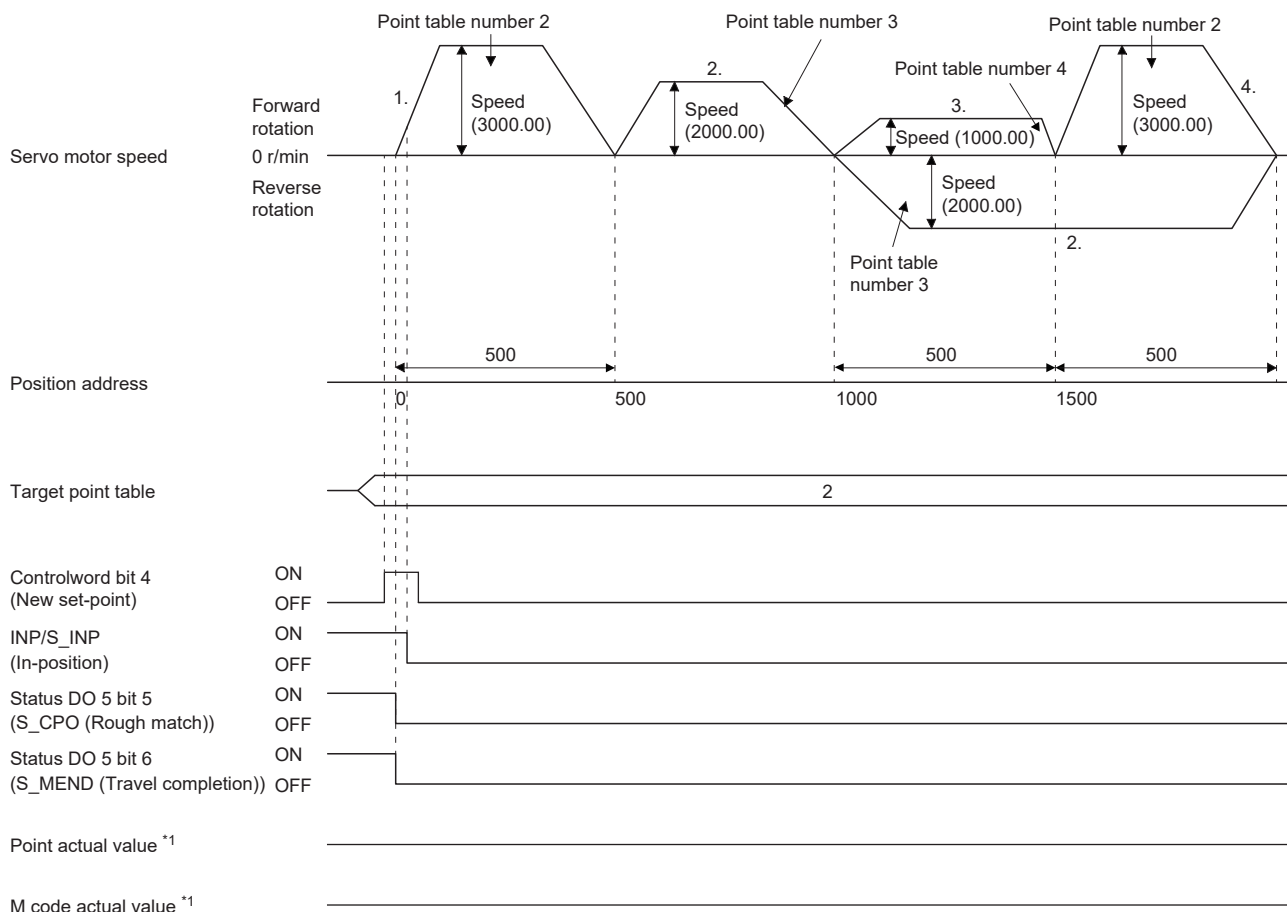 Point table number 2
Point table number 3
Point table number 2
Point table number 4
1.
2.
3.
4.
Forward
rotation
Speed
(3000.00)
Speed
(2000.00)
Speed (1000.00)
Speed
(3000.00)
Servo motor speed
0 r/min
Reverse
rotation
Speed
(2000.00)
2.
Point table
number 3
500
500
500
Position address
0
500
1000
1500
Target point table
2
Controlword bit 4
(New set-point)
ON
OFF
INP/S_INP
(In-position)
ON
OFF
Status DO 5 bit 5
(S_CPO (Rough match))
ON
OFF
Status DO 5 bit 6
(S_MEND (Travel completion))
ON
OFF
Point actual value *1
M code actual value *1